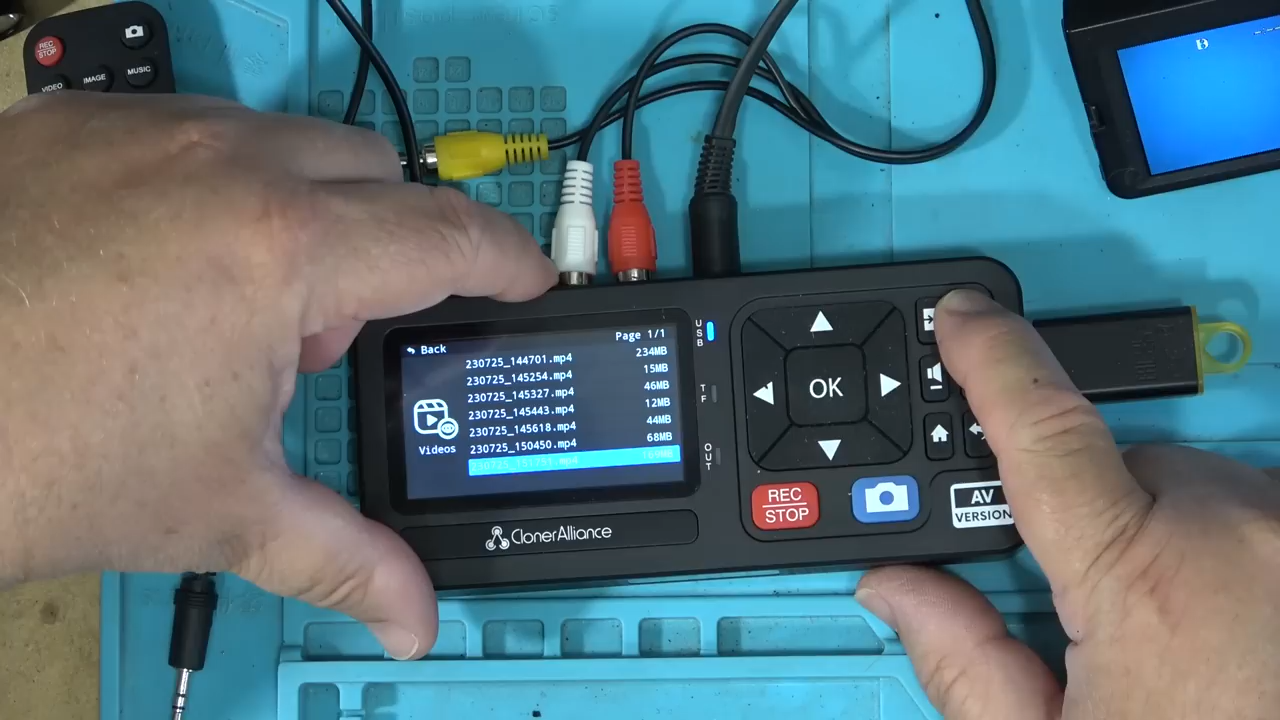 REC
STOP
VIDEO
IMAGE
MUSIC
Back
Page 1/1
230725_144701.mp4 234MB
230725_145254.mp4 15MB
230725_145327.mp4 46MB
230725_145443.mp4 12MB
230725_145618.mp4 44MB
230725_150450.mp4 68MB
Videos
USB
TF
OUT
OK
REC
STOP
AV
VERSION
ClonerAlliance